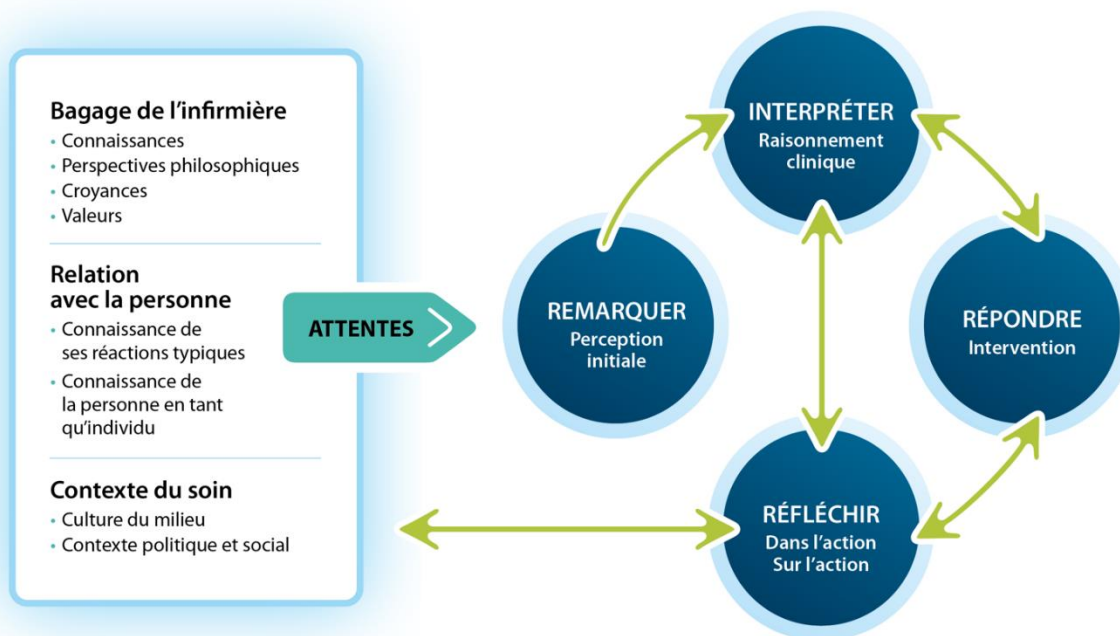 Bagage de l’infirmière
• Connaissances
• Perspectives philosophiques
• Croyances
• Valeurs
Relation
avec la personne
• Connaissance de
ses réactions typiques
• Connaissance de
la personne en tant
qu’individu
Contexte du soin
• Culture du milieu
• Contexte politique et social
ATTENTES
REMARQUER
Perception
initiale
INTERPRÉTER
Raisonnement
clinique
RÉPONDRE
Intervention
RÉFLÉCHIR
Dans l’action
Sur l’action